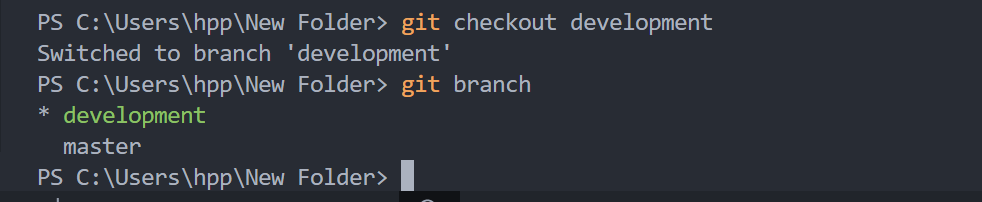 PS C:\Users\hpp\New Folder> git checkout development
Switched to branch 'development'
PS C:\Users\hpp\New Folder> git branch
* development
  master
PS C:\Users\hpp\New Folder>